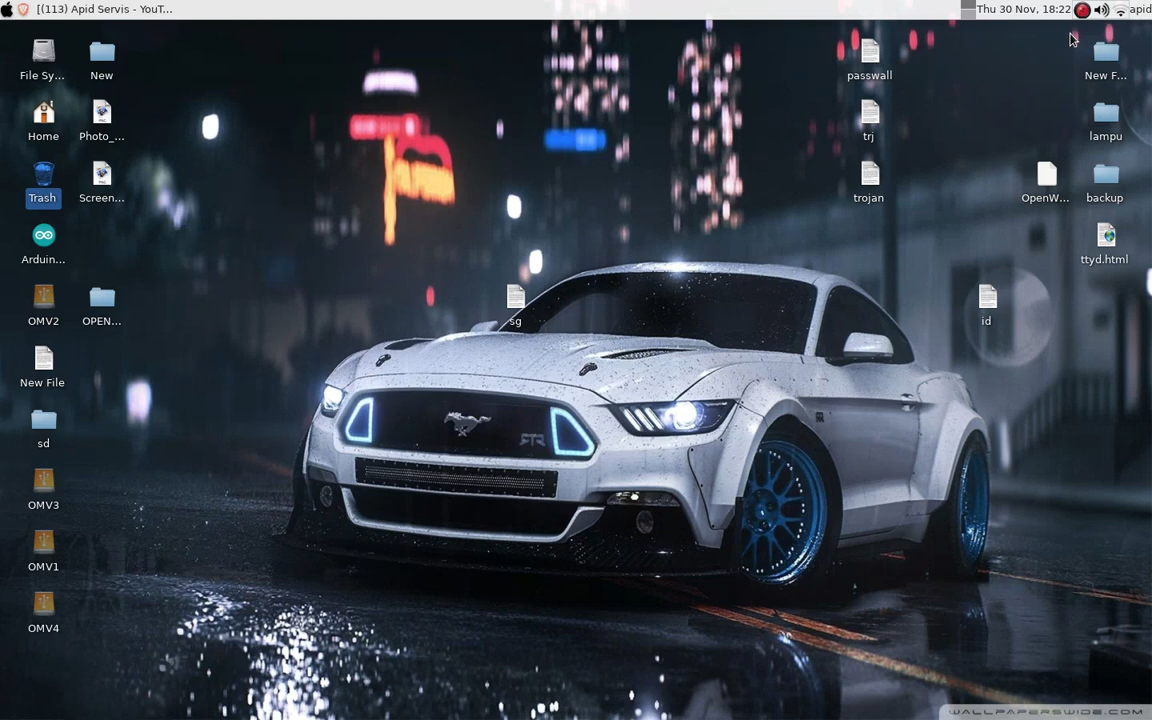 [(113) Apid Servis - YouT...
Thu 30 Nov, 18:22
apid
File Sy...
New
passwall
New F...
Home
Photo_...
trj
lampu
Trash
Screen...
trojan
OpenW...
backup
Arduin...
ttyd.html
OMV2
OPEN...
sg
id
New File
sd
RTR
OMV3
OMV1
OMV4
WALLPAPERSWIDE.COM